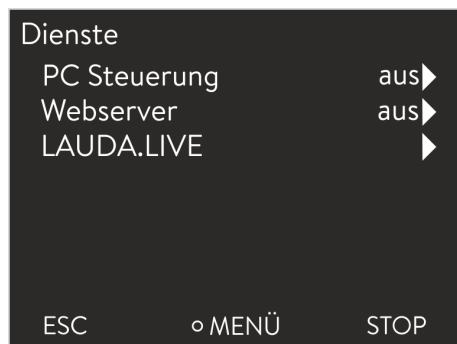 Dienste
PC Steuerung aus
Webserver aus
LAUDA.LIVE
ESC MENÜ STOP